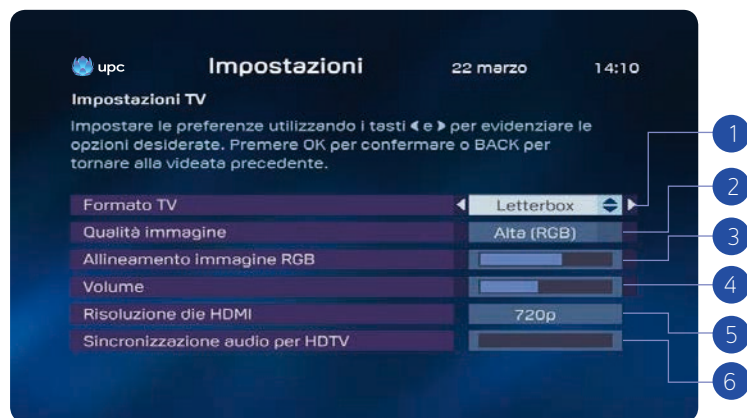 upc Impostazioni 22 marzo 14:10
Impostazioni TV
Impostare le preferenze utilizzando i tasti ◀ e ▶ per evidenziare le
opzioni desiderate. Premere OK per confermare o BACK per
tornare alla videata precedente.
Formato TV Letterbox 1
Qualità immagine Alta (RGB) 2
Allineamento immagine RGB 3
Volume 4
Risoluzione die HDMI 720p 5
Sincronizzazione audio per HDTV 6